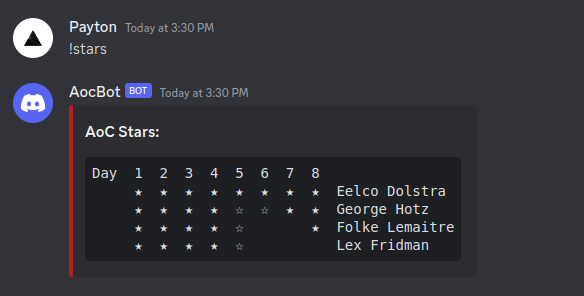 Payton Today at 3:30 PM
!stars
AocBot BOT Today at 3:30 PM
AoC Stars:
Day 1 2 3 4 5 6 7 8
★ ★ ★ ★ ★ ★ ★ ★ Eelco Dolstra
★ ★ ★ ★ ☆ ☆ ★ ★ George Hotz
★ ★ ★ ★ ☆ ★ Folke Lemaitre
★ ★ ★ ★ ☆ Lex Fridman